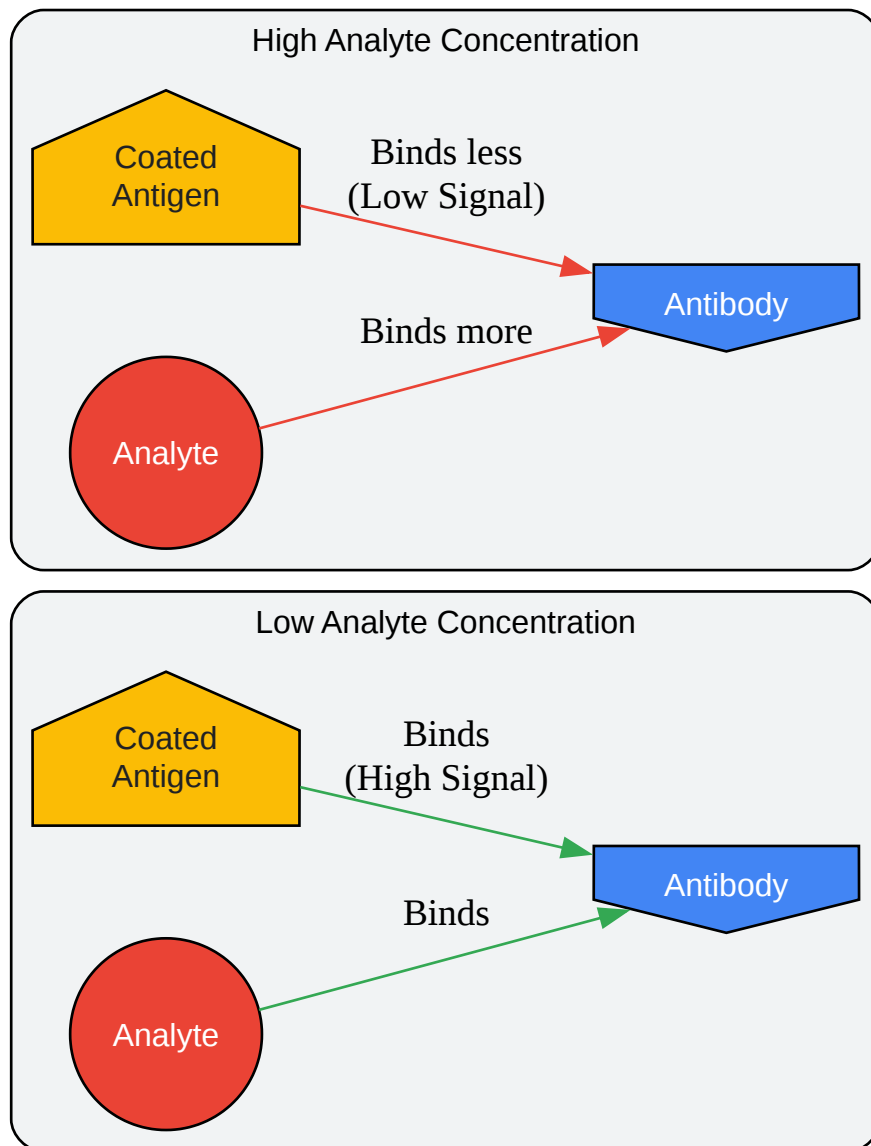 High Analyte Concentration
Coated
Antigen
Binds less
(Low Signal)
Antibody
Binds more
Analyte
Low Analyte Concentration
Coated
Antigen
Binds
(High Signal)
Antibody
Binds
Analyte